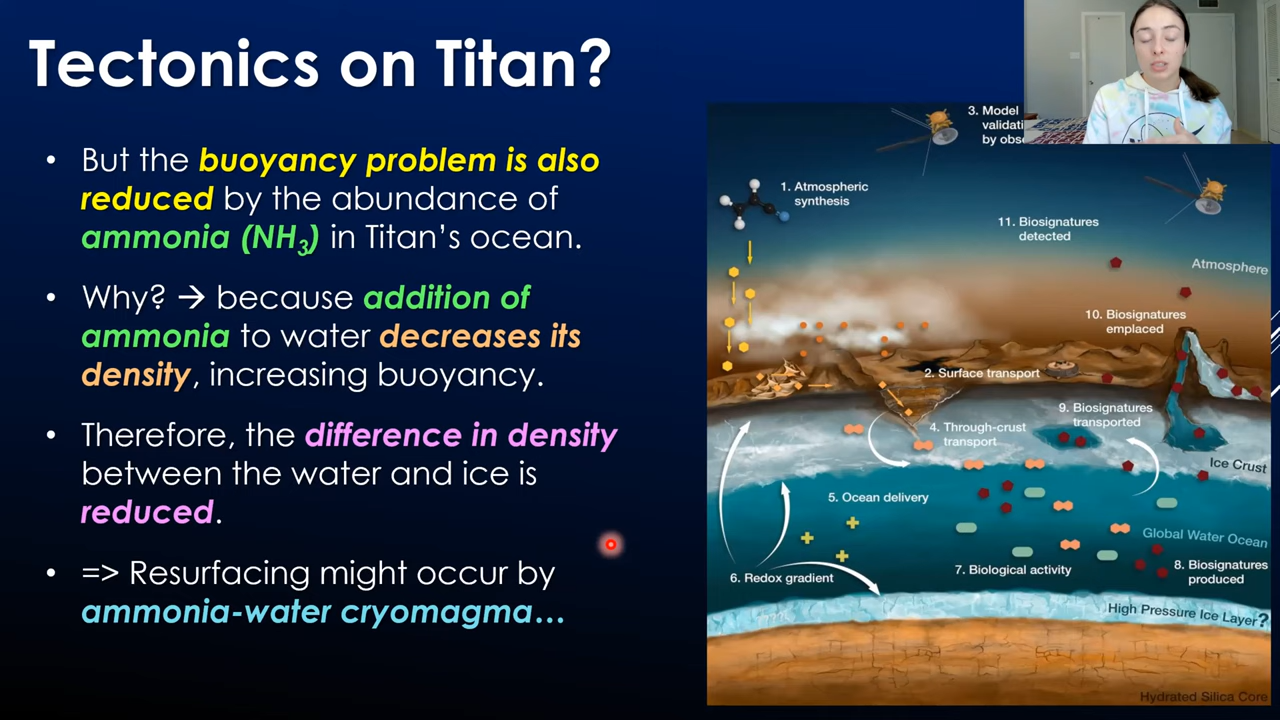 Tectonics on Titan?
• But the buoyancy problem is also
reduced by the abundance of
ammonia (NH₃) in Titan's ocean.
• Why? → because addition of
ammonia to water decreases its
density, increasing buoyancy.
• Therefore, the difference in density
between the water and ice is
reduced.
• => Resurfacing might occur by
ammonia-water cryomagma...
3. Model
by
1. Atmospheric
synthesis
11. Biosignatures
detected
Atmosphere
10. Biosignatures
emplaced
2. Surface transport
9. Biosignatures
transported
4. Through-crust
transport
Ice Crust
5. Ocean delivery
Global Water Ocean
6. Redox gradient
7. Biological activity
8. Biosignatures
produced
High Pressure Ice Layer?
Hydrated Silica Core